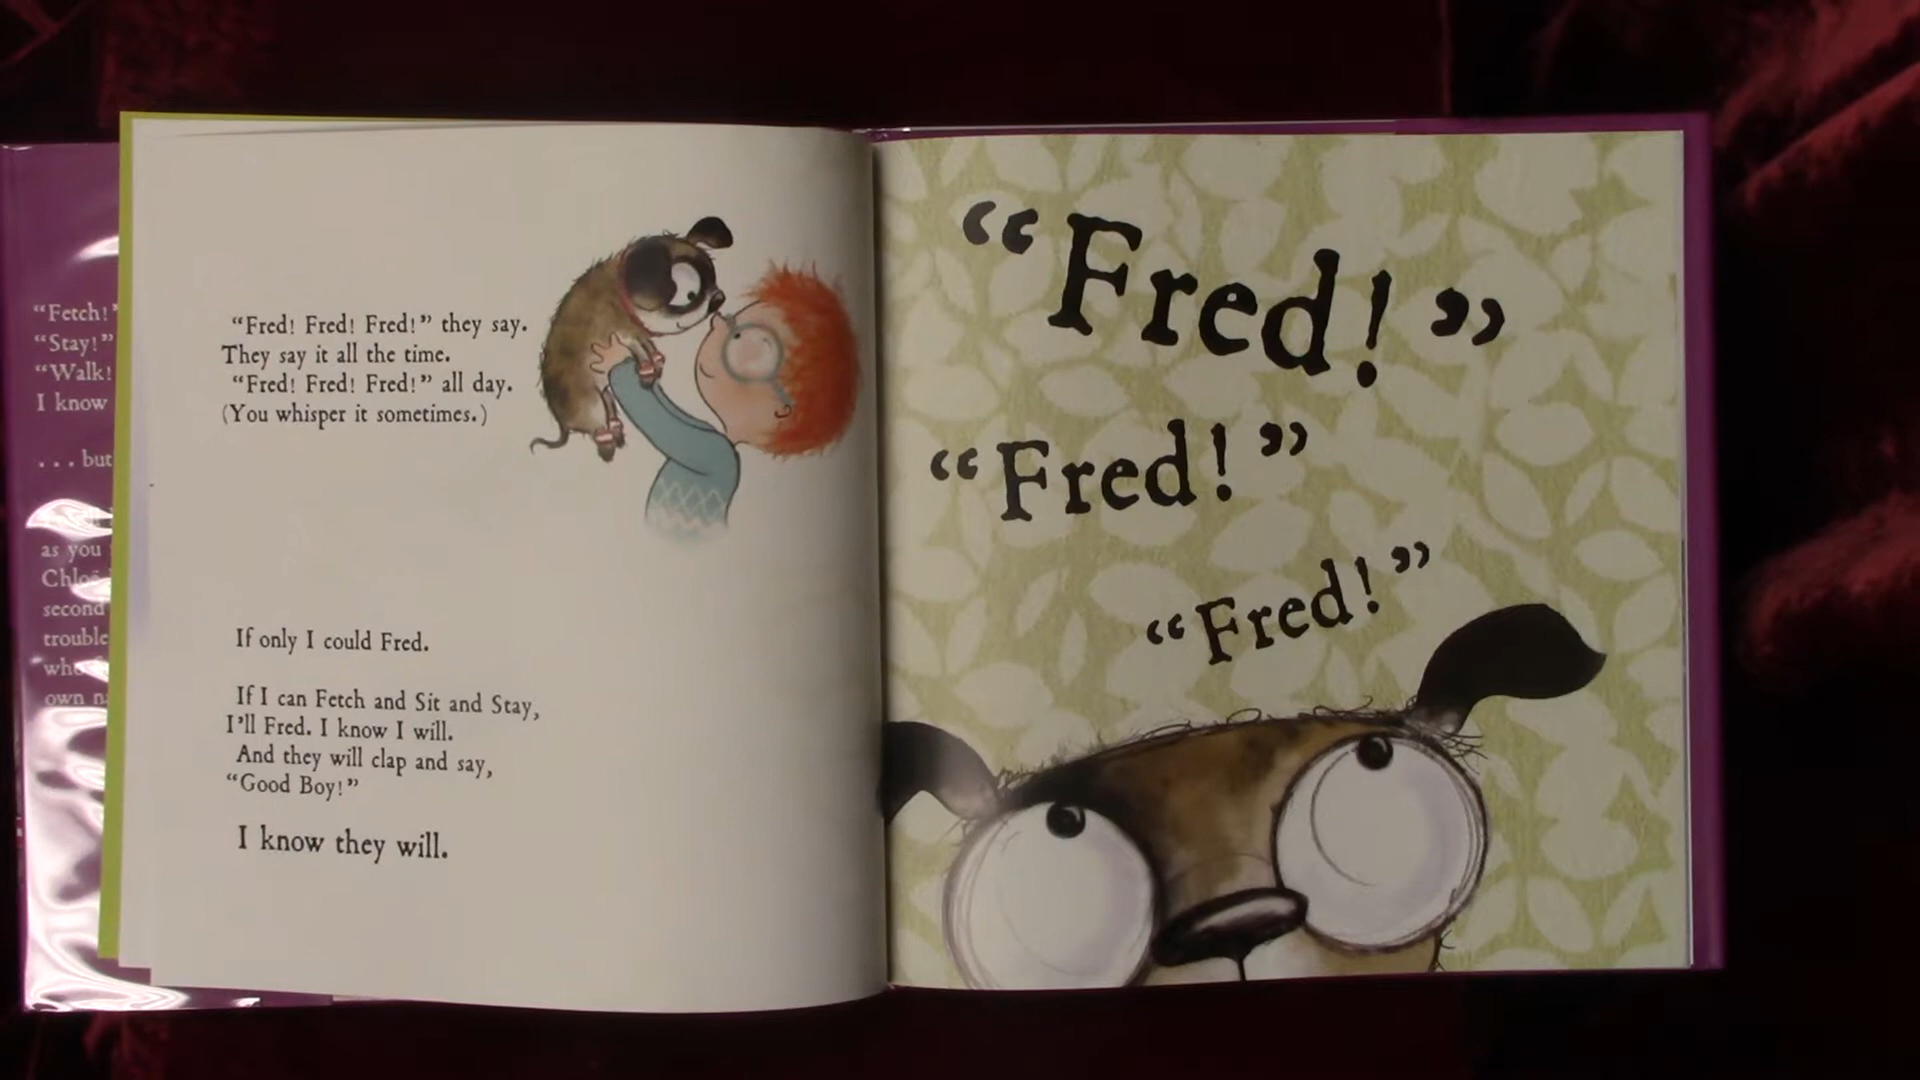 “Fetch!”
“Stay!”
“Walk!
I know
. . . but
as you
Chloë
second
trouble
own
“Fred! Fred! Fred!” they say.
They say it all the time.
“Fred! Fred! Fred!” all day.
(You whisper it sometimes.)
If only I could Fred.
If I can Fetch and Sit and Stay,
I’ll Fred. I know I will.
And they will clap and say,
“Good Boy!”
I know they will.
“Fred!”
“Fred!”
“Fred!”